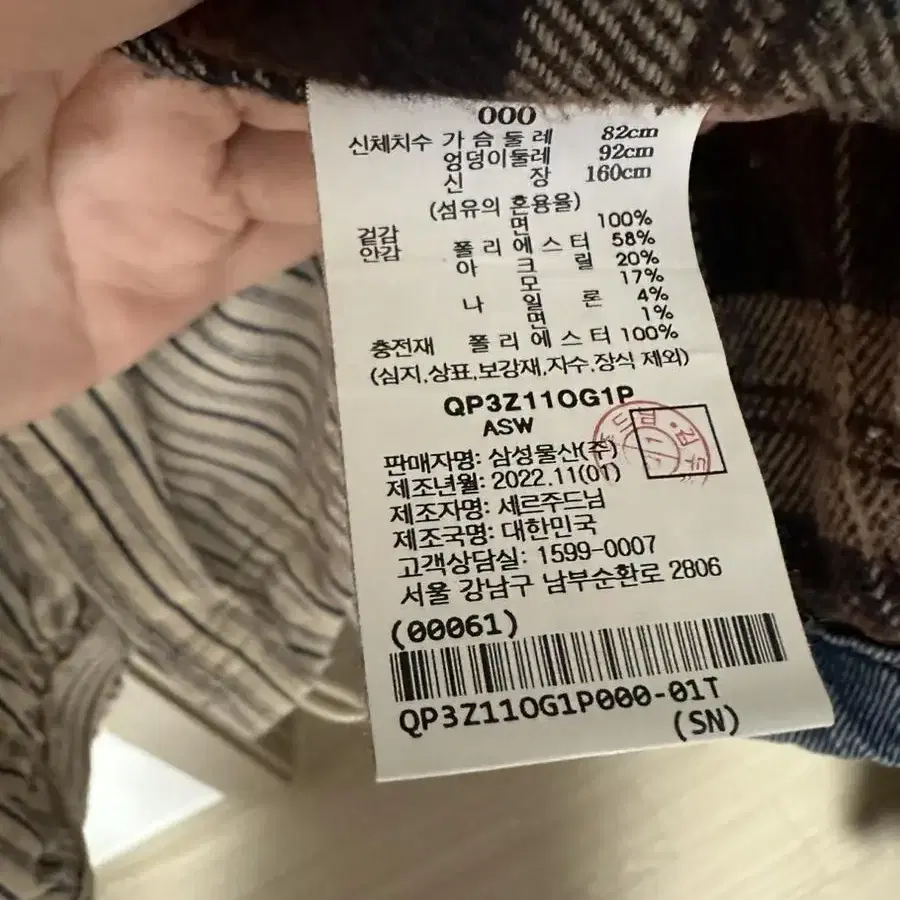 000
신체치수 가슴둘레 82cm
엉덩이둘레 92cm
신 장 160cm
(섬유의 혼용율)
겉감 면 100%
안감 폴리에스터 58%
아크릴 20%
모 17%
나일론 4%
면 1%
충전재 폴리에스터 100%
(심지,상표,보강재,자수.장식 제외)
QP3Z11OG1P
ASW
판매자명: 삼성물산(주)
제조년월: 2022.11(01)
제조자명: 세르주드님
제조국명: 대한민국
고객상담실: 1599-0007
서울 강남구 남부순환로 2806
(00061)
QP3Z11OG1P000-01T
(SN)